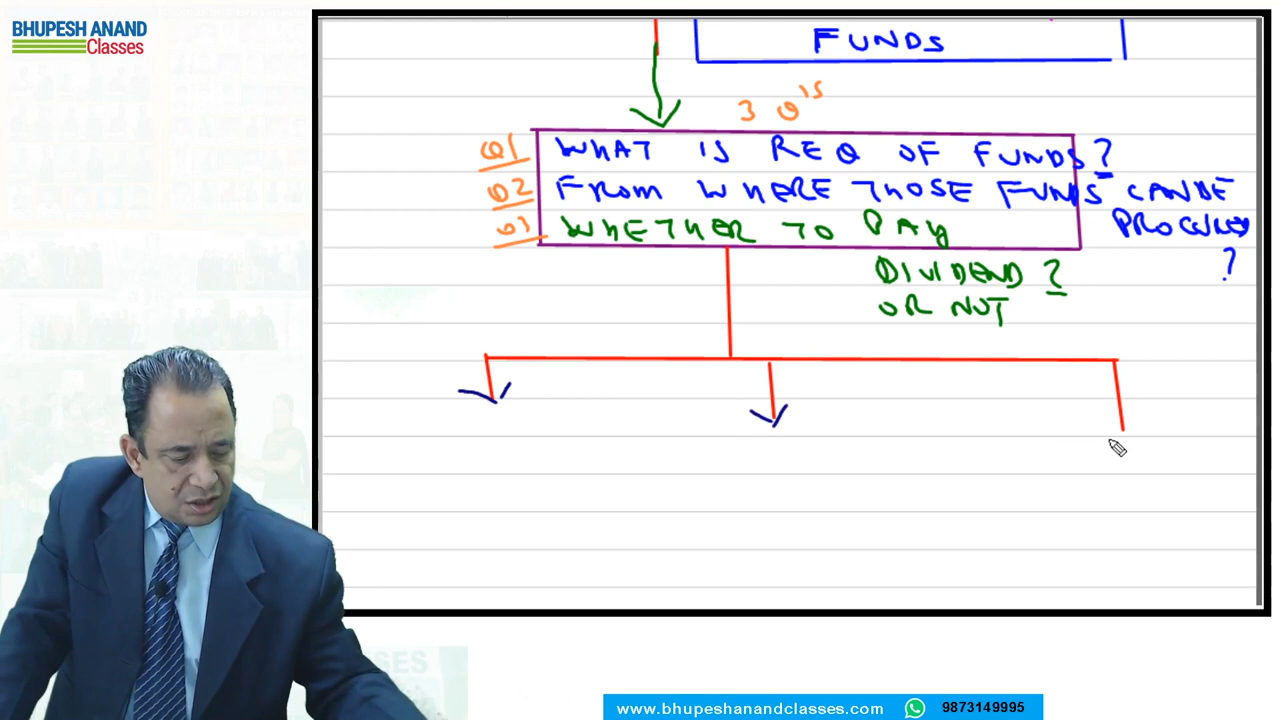 BHUPESH ANAND
Classes
FUNDS
3 Q'S
Q1 WHAT IS REQ OF FUNDS?
Q2 FROM WHERE THOSE FUNDS CAN BE
Q3 WHETHER TO PAY
PROCURED
?
DIVIDEND ?
OR NOT
www.bhupeshanandclasses.com 9873149995